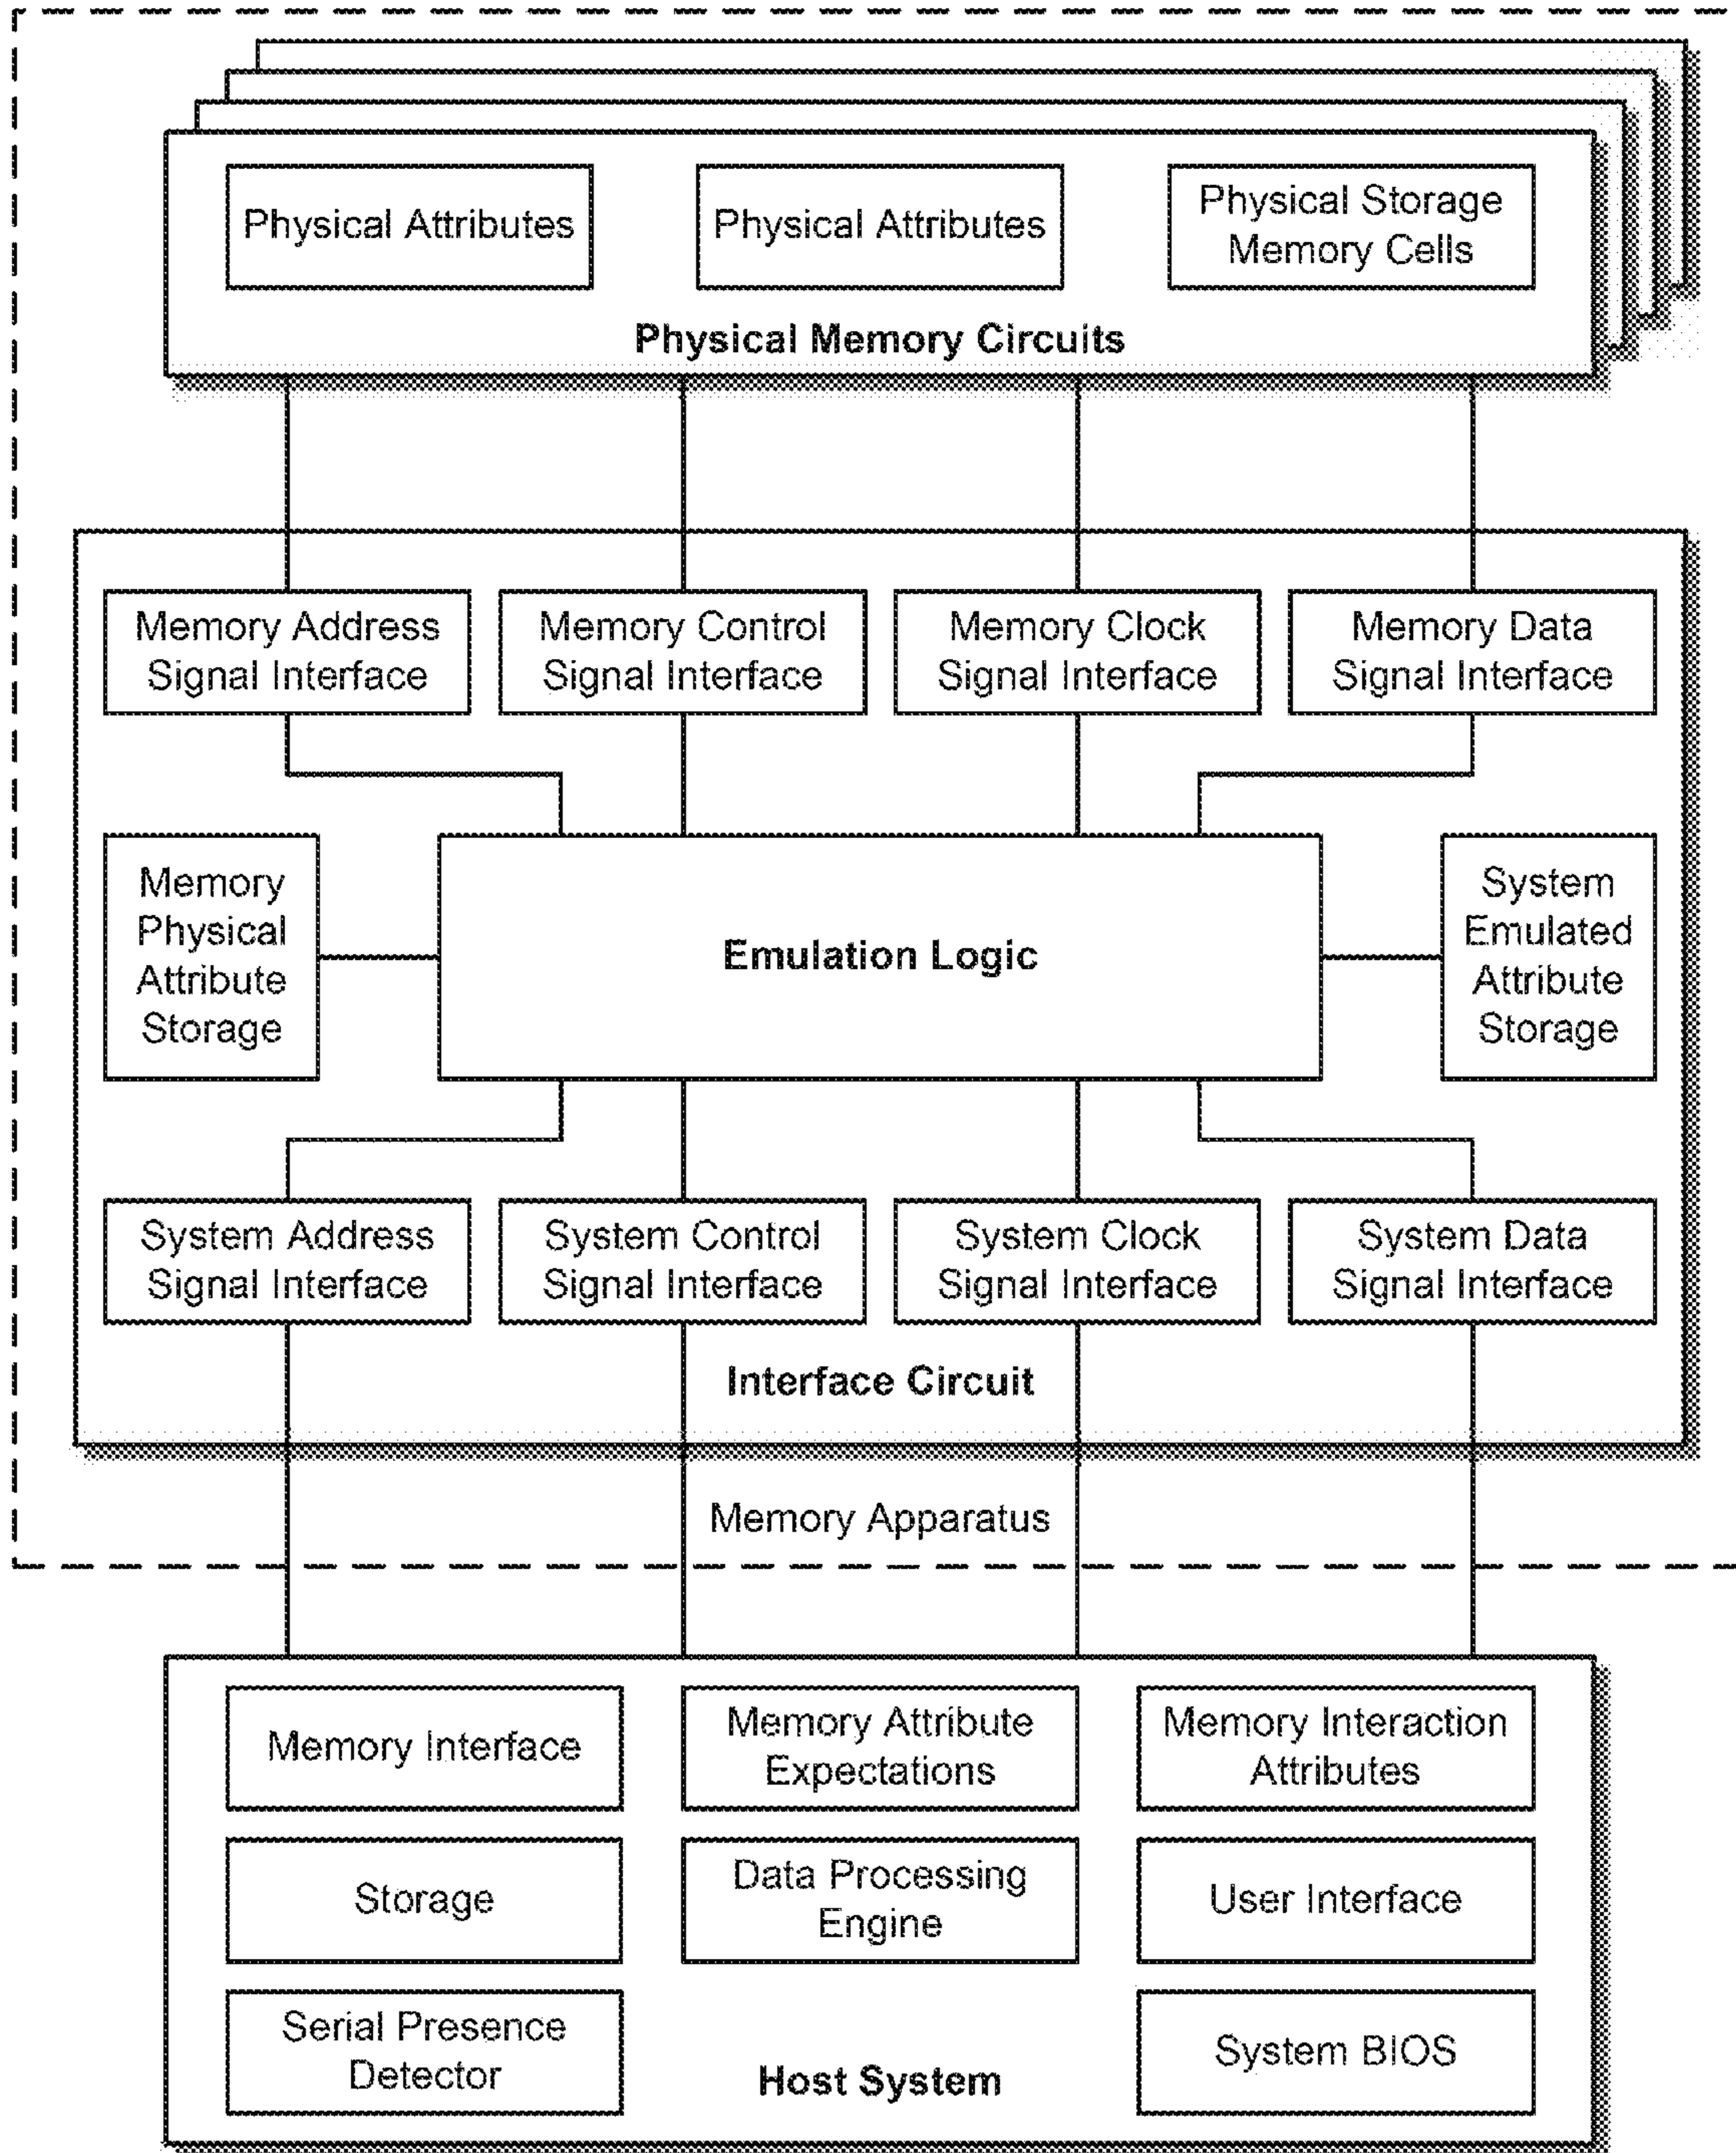 Physical Attributes
Physical Attributes
Physical Storage
Memory Cells
Physical Memory Circuits
Memory Address
Signal Interface
Memory Control
Signal Interface
Memory Clock
Signal Interface
Memory Data
Signal Interface
Memory
Physical
Attribute
Storage
Emulation Logic
System
Emulated
Attribute
Storage
System Address
Signal Interface
System Control
Signal Interface
System Clock
Signal Interface
System Data
Signal Interface
Interface Circuit
Memory Apparatus
Memory Interface
Memory Attribute
Expectations
Memory Interaction
Attributes
Storage
Data Processing
Engine
User Interface
Serial Presence
Detector
Host System
System BIOS